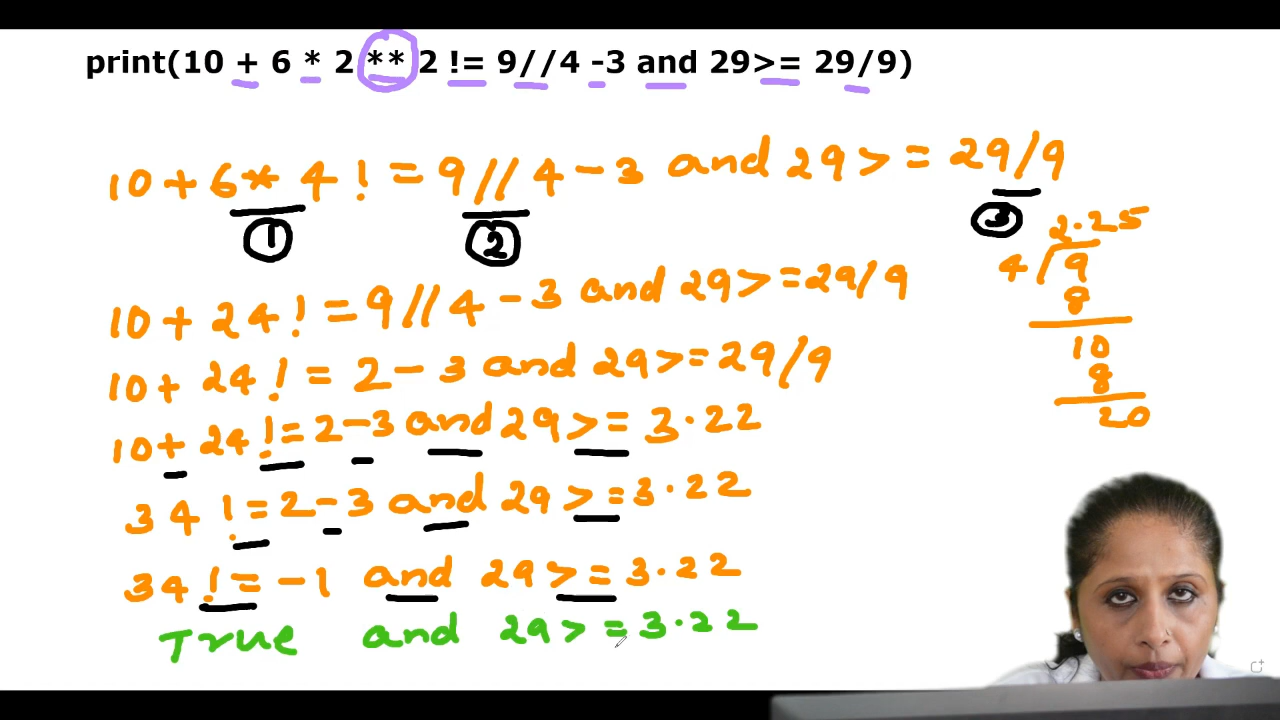 print(10 + 6 * 2 ** 2 != 9//4 -3 and 29>= 29/9)
10 + 6 * 4 ! = 9 // 4 - 3 and 29 > = 29/9
1 2 3
2.25
4 9
8
10
8
20
10 + 24 ! = 9 // 4 - 3 and 29 > = 29/9
10 + 24 ! = 2 - 3 and 29 > = 29/9
10 + 24 ! = 2 - 3 and 29 > = 3.22
34 ! = 2 - 3 and 29 > = 3.22
34 ! = - 1 and 29 > = 3.22
True and 29 > = 3.22